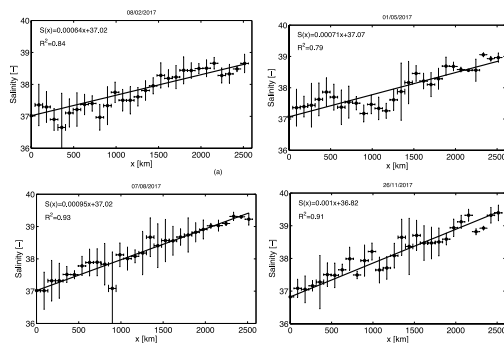 08/02/2017
S(x)=0.00064x+37.02
R²=0.84
Salinity [–]
40
39
38
37
36
0 500 1000 1500 2000 2500
x [km]
(a)
01/05/2017
S(x)=0.00071x+37.07
R²=0.79
Salinity [–]
40
39
38
37
36
0 500 1000 1500 2000 2500
x [km]
07/08/2017
S(x)=0.00095x+37.02
R²=0.93
Salinity [–]
40
39
38
37
36
0 500 1000 1500 2000 2500
x [km]
26/11/2017
S(x)=0.001x+36.82
R²=0.91
Salinity [–]
40
39
38
37
36
0 500 1000 1500 2000 2500
x [km]